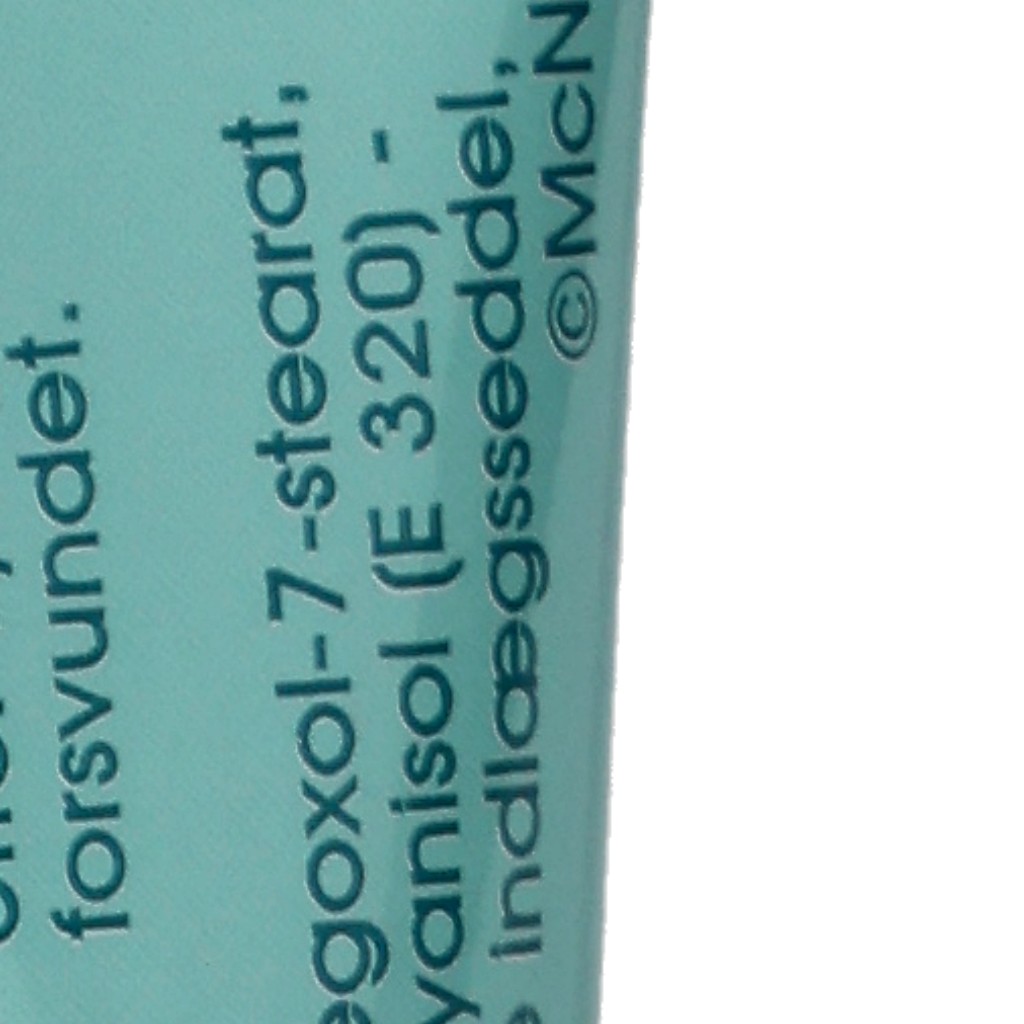 forsvundet.
egoxol-7-stearat,
yanisol (E 320) -
indlægsseddel,
©McN